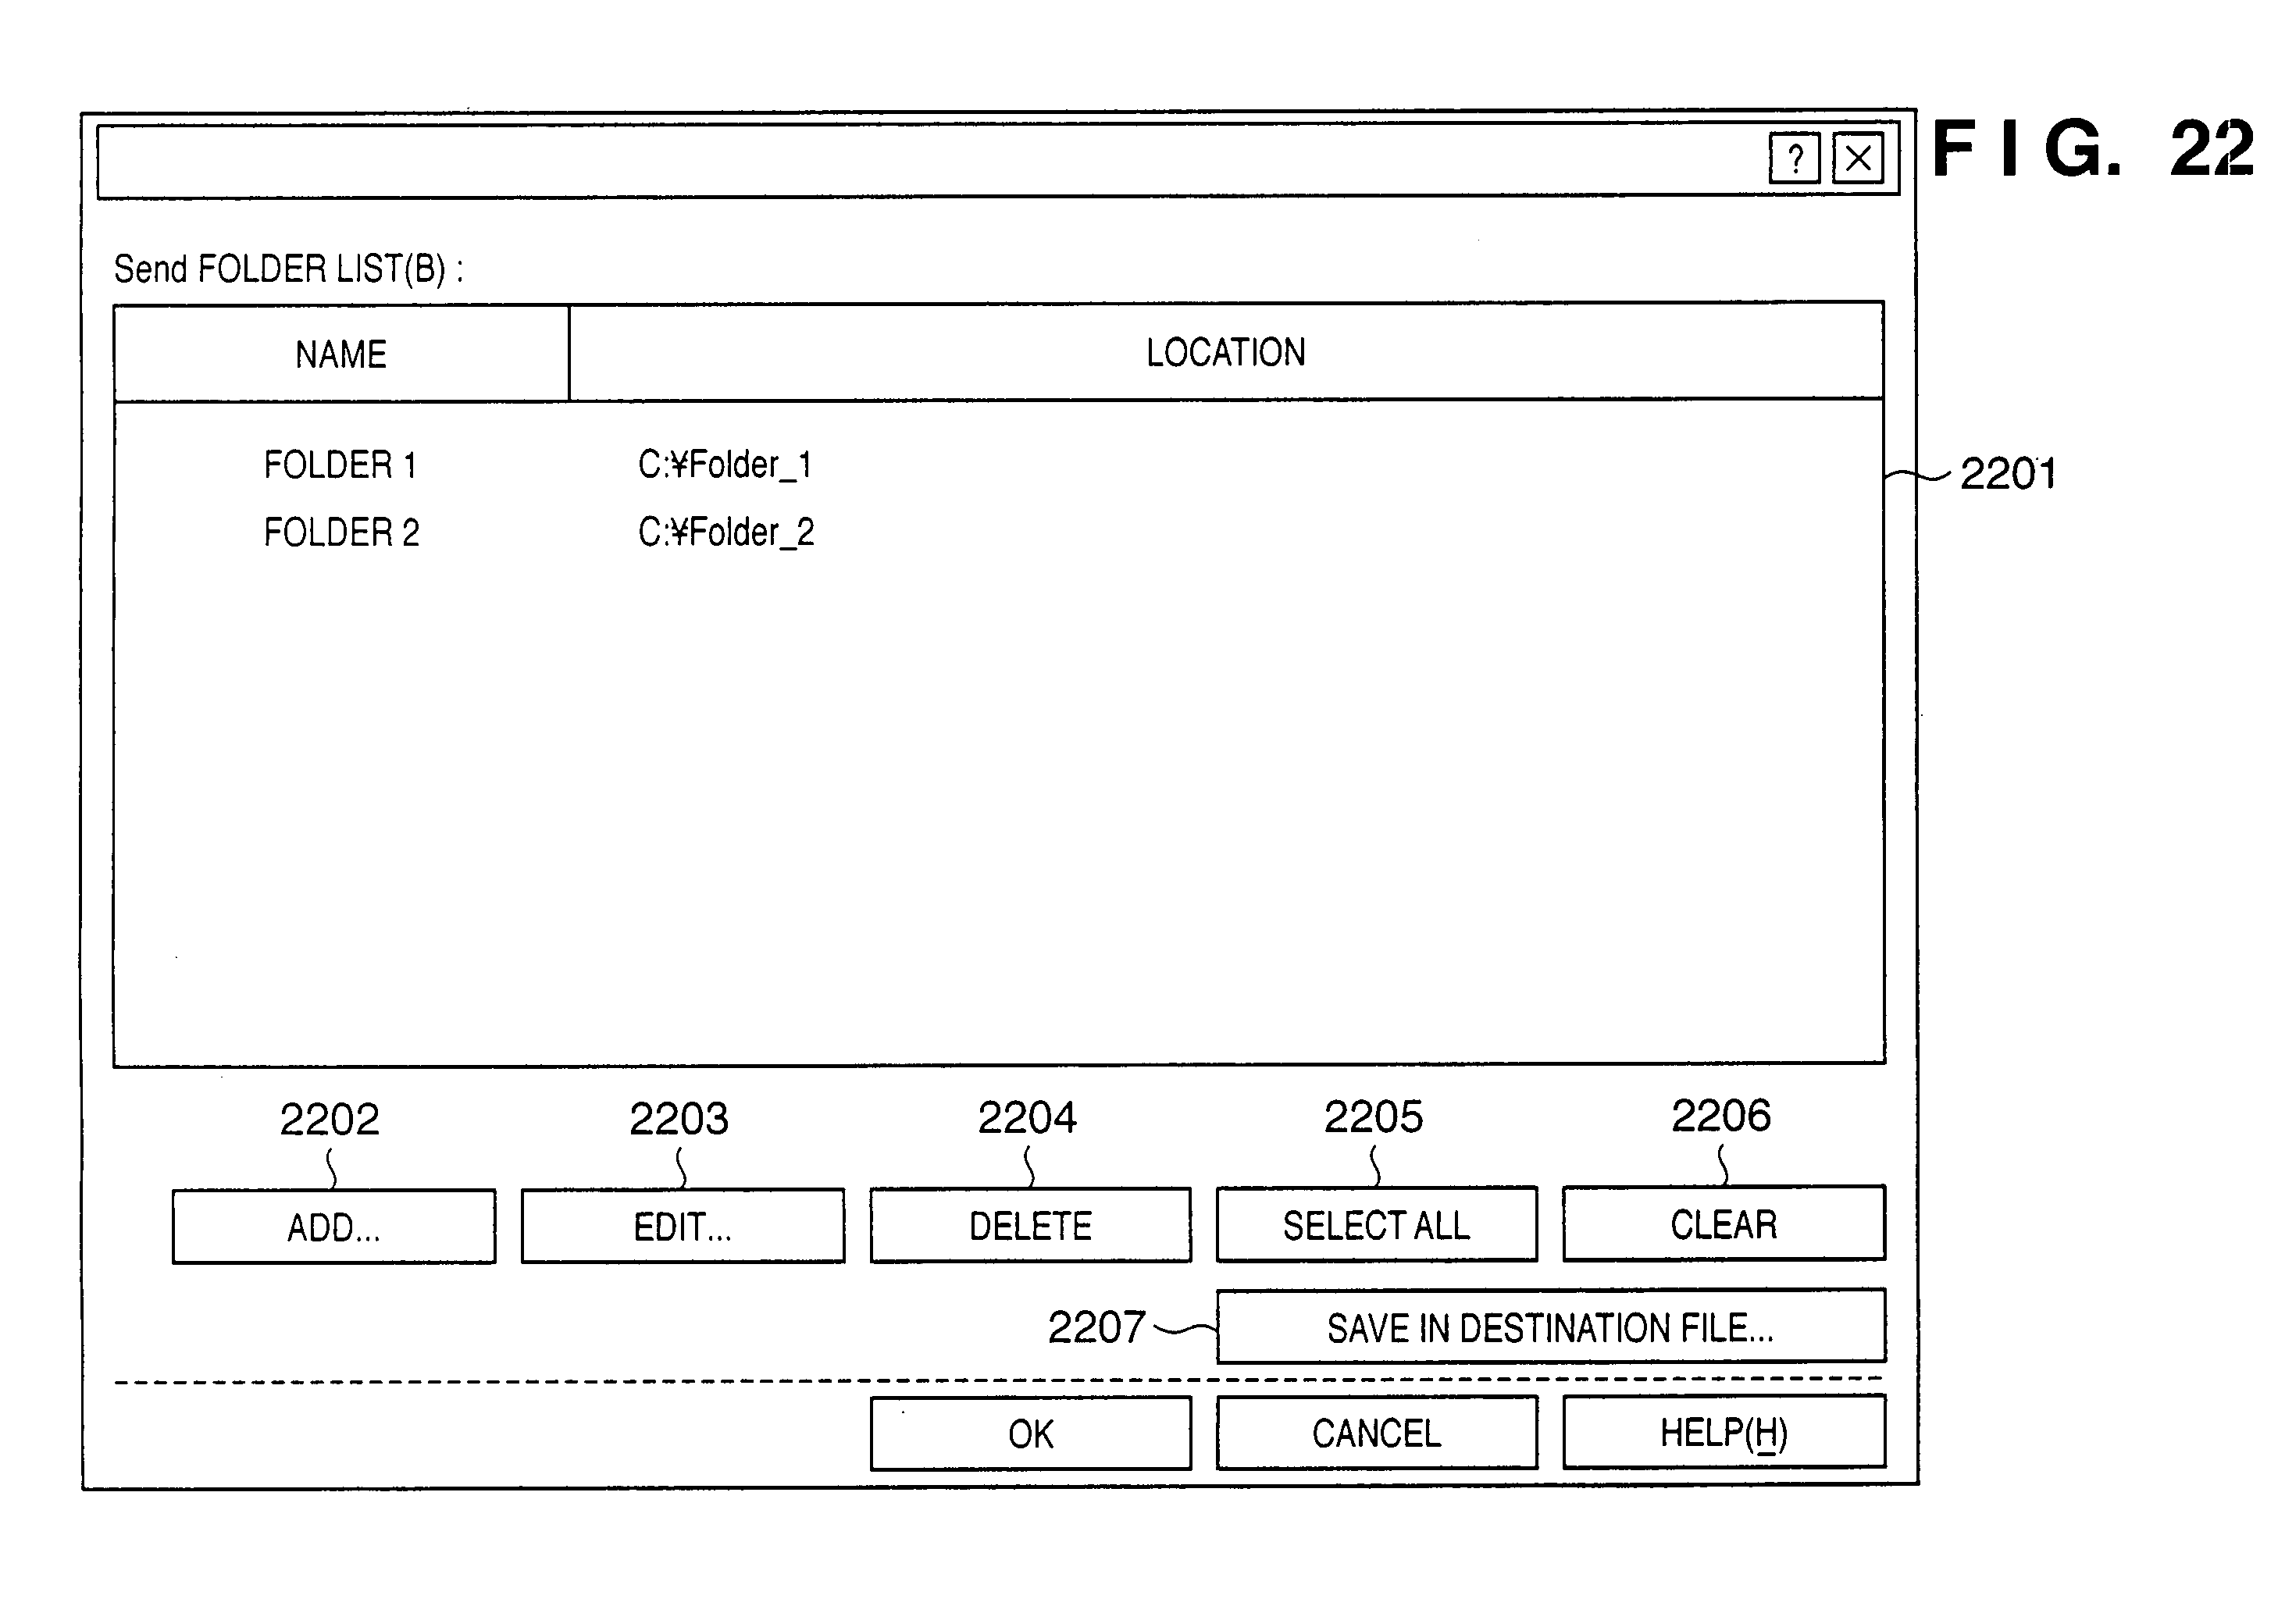 FIG. 22
? ×
Send FOLDER LIST(B) :
NAME LOCATION
FOLDER 1 C:¥Folder_1
2201
FOLDER 2 C:¥Folder_2
2202 2203 2204 2205 2206
ADD... EDIT... DELETE SELECT ALL CLEAR
2207 SAVE IN DESTINATION FILE...
OK CANCEL HELP(H)